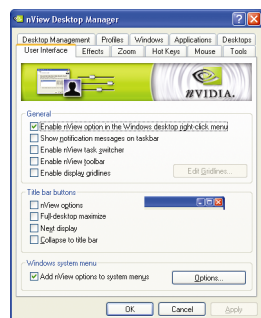 nView Desktop Manager
Desktop Management Profiles Windows Applications Desktops
User Interface Effects Zoom Hot Keys Mouse Tools
NVIDIA.
General
Enable nView option in the Windows desktop right-click menu
Show notification messages on taskbar
Enable nView task switcher
Enable nView toolbar
Enable display gridlines
Edit Gridlines...
Title bar buttons
nView options
Full-desktop maximize
Next display
Collapse to title bar
Windows system menu
Add nView options to system menus
Options...
OK Cancel Apply